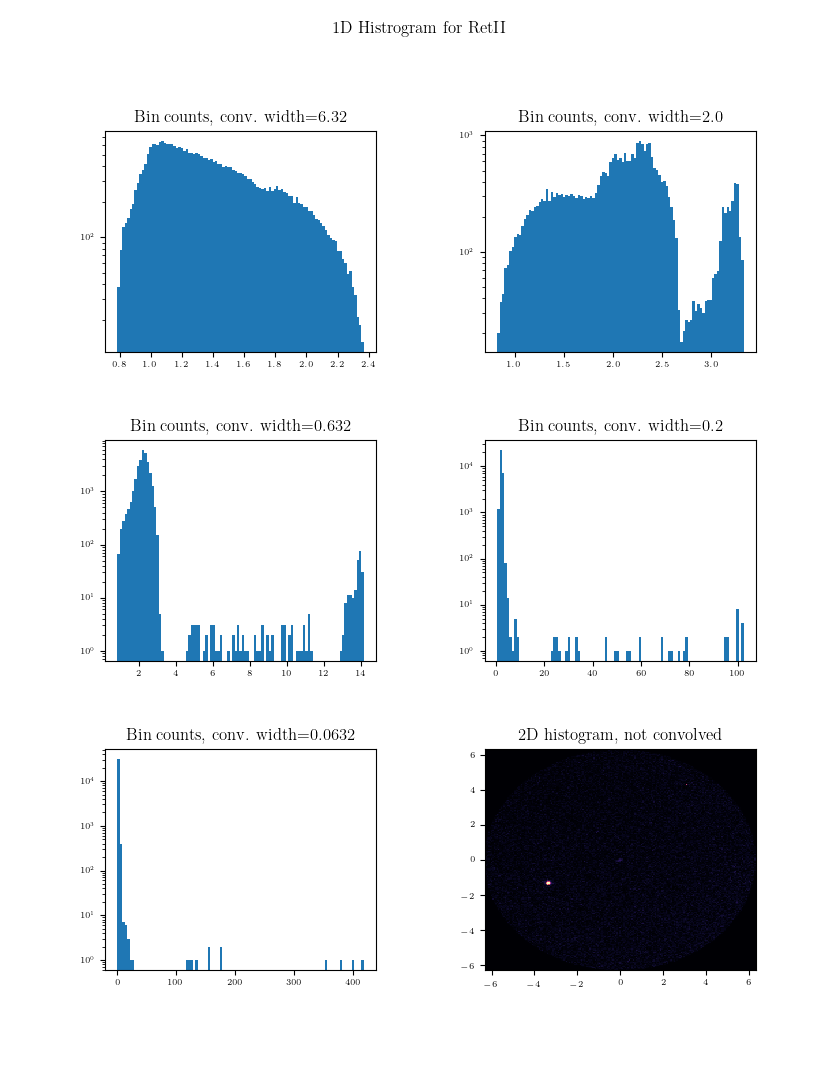 1D Histrogram for RetII
Bin counts, conv. width=6.32
10²
0.8 1.0 1.2 1.4 1.6 1.8 2.0 2.2 2.4
Bin counts, conv. width=2.0
10³
10²
1.0 1.5 2.0 2.5 3.0
Bin counts, conv. width=0.632
10³
10²
10¹
10⁰
2 4 6 8 10 12 14
Bin counts, conv. width=0.2
10⁴
10³
10²
10¹
10⁰
0 20 40 60 80 100
Bin counts, conv. width=0.0632
10⁴
10³
10²
10¹
10⁰
0 100 200 300 400
2D histogram, not convolved
6
4
2
0
−2
−4
−6
−6 −4 −2 0 2 4 6